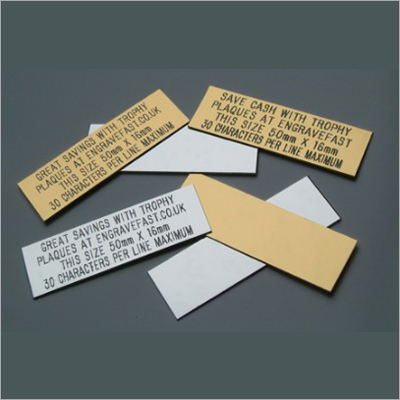 GREAT SAVINGS WITH TROPHY
PLAQUES AT ENGRAVEFAST.CO.UK
THIS SIZE 50mm X 16mm
30 CHARACTERS PER LINE MAXIMUM
SAVE CASH WITH TROPHY
PLAQUES AT ENGRAVEFAST
THIS SIZE 50mm X 16mm
30 CHARACTERS PER LINE MAXIMUM
GREAT SAVINGS WITH TROPHY
PLAQUES AT ENGRAVEFAST.CO.UK
THIS SIZE 50mm X 16mm
30 CHARACTERS PER LINE MAXIMUM